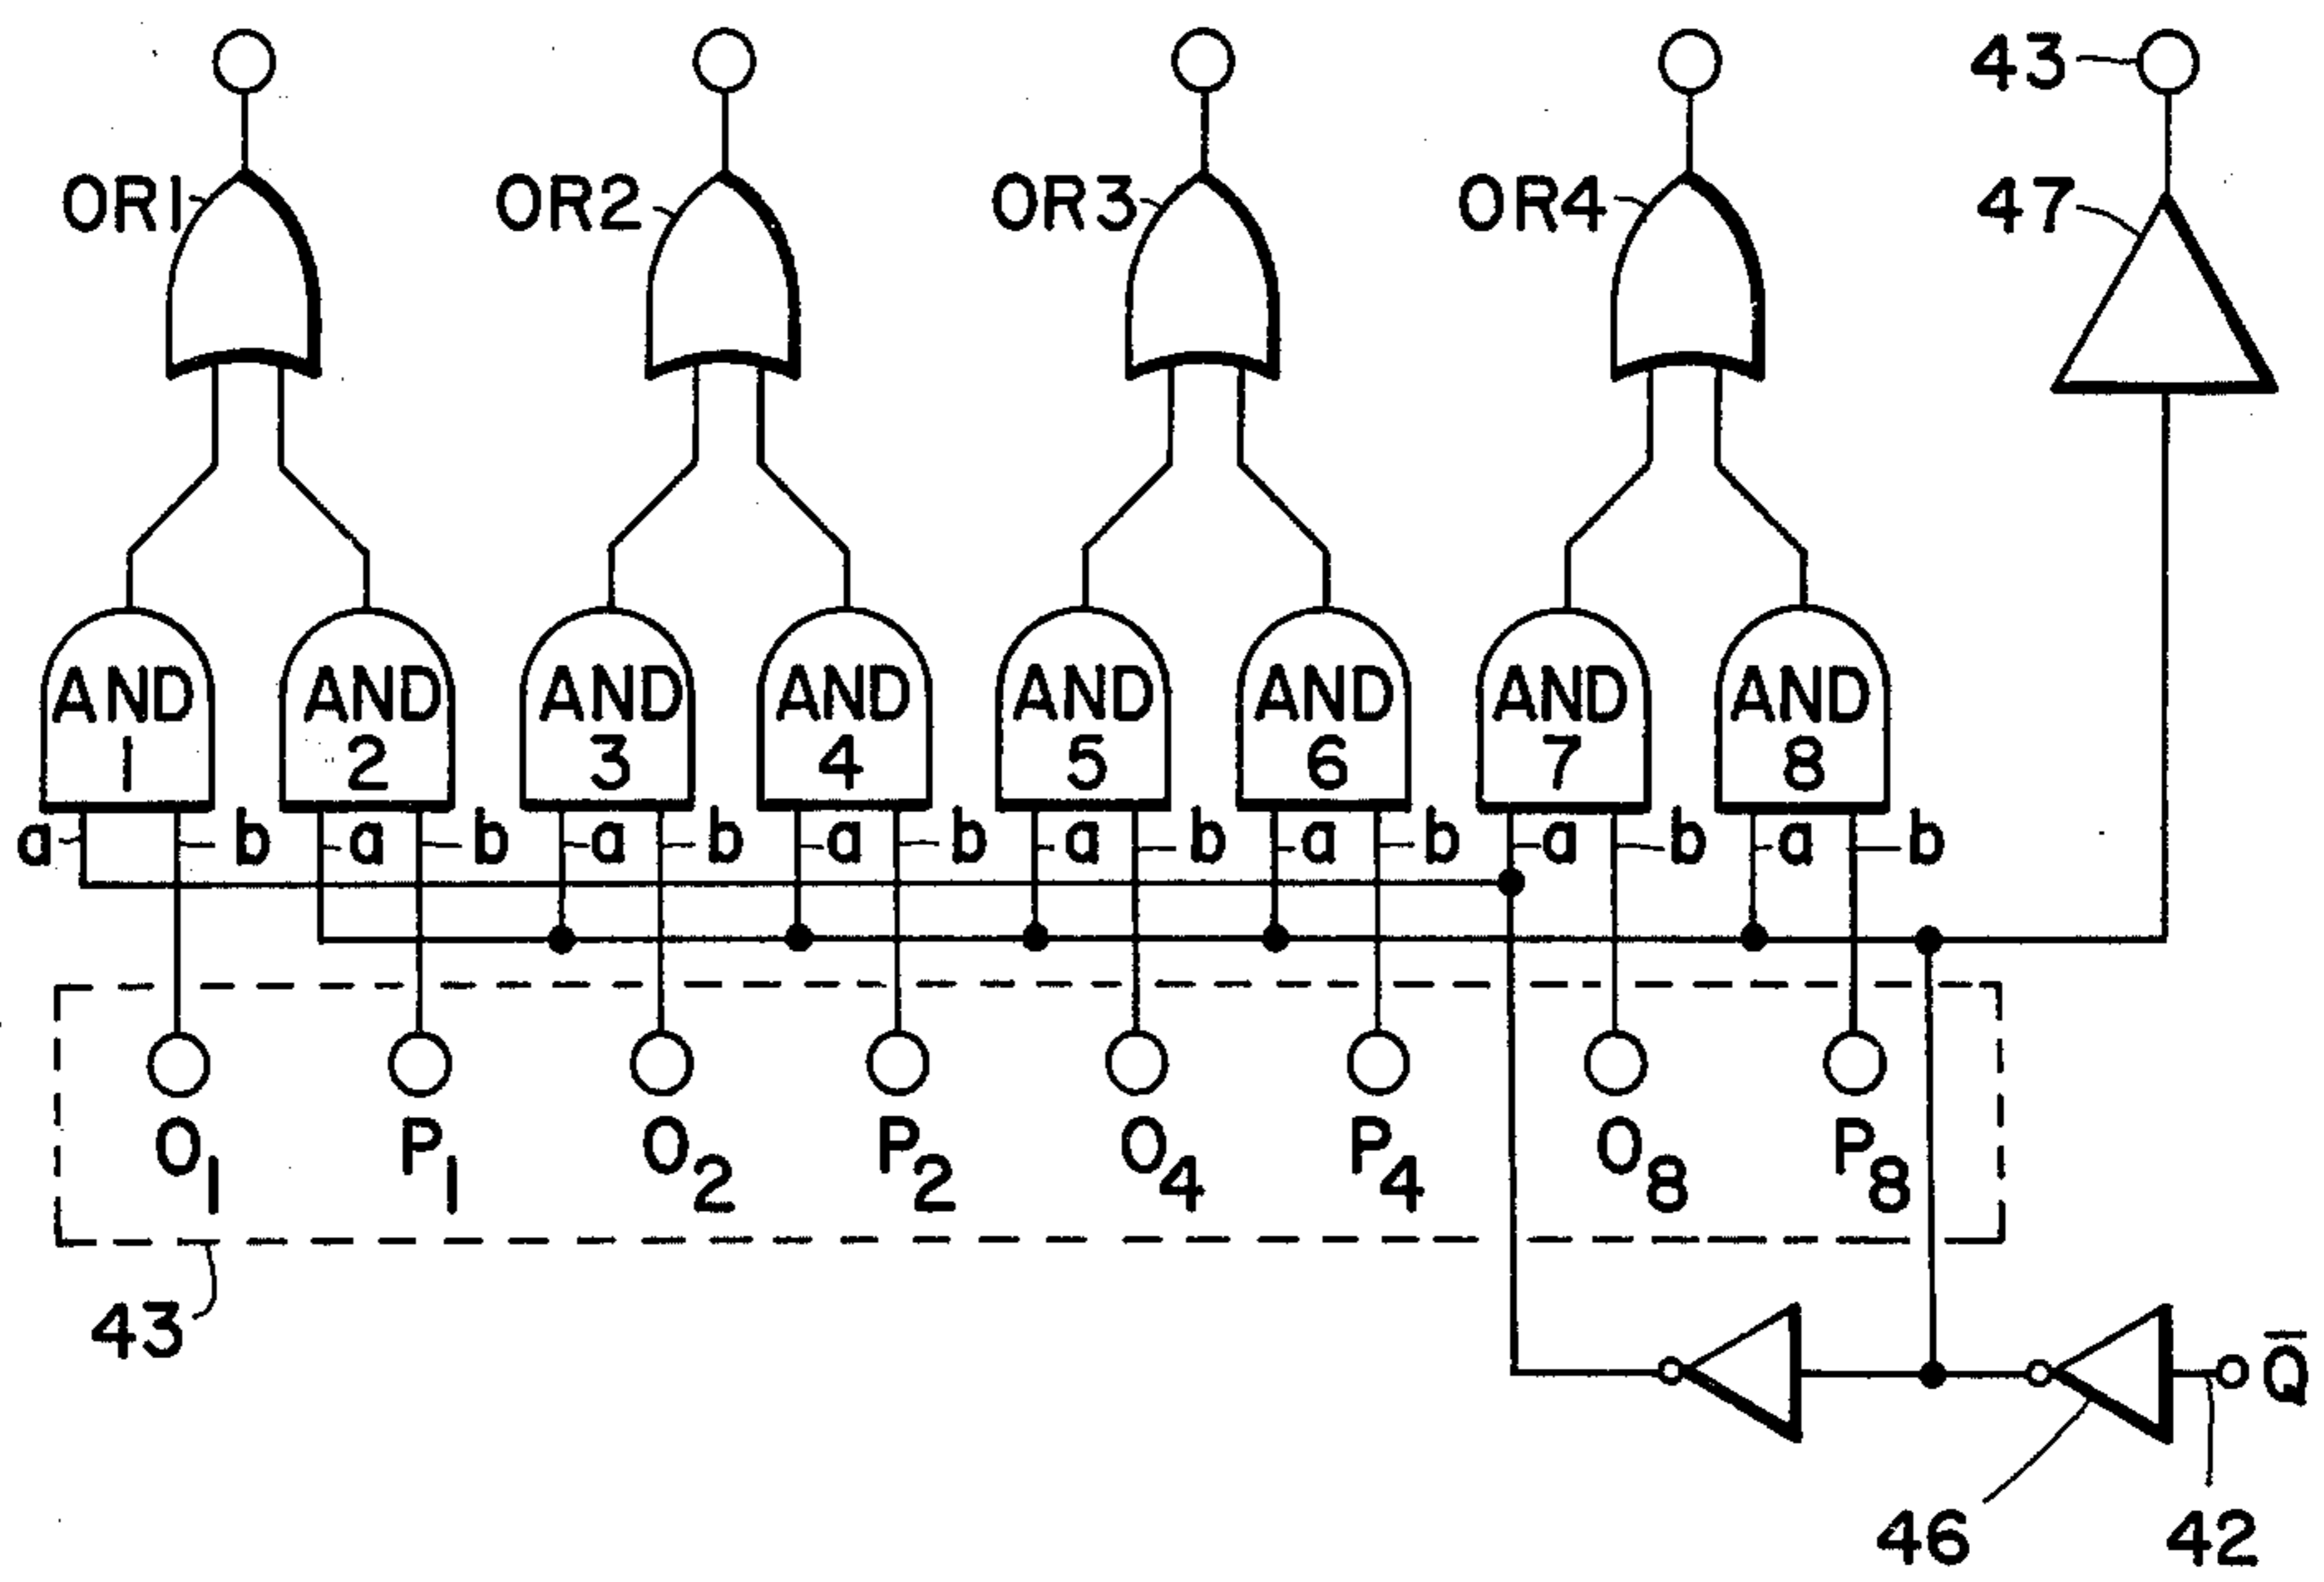 43
OR1 OR2 OR3 OR4 47
AND 1 AND 2 AND 3 AND 4 AND 5 AND 6 AND 7 AND 8
a b a b a b a b a b a b a b a b
O1 P1 O2 P2 O4 P4 O8 P8
43
Q̅
46 42